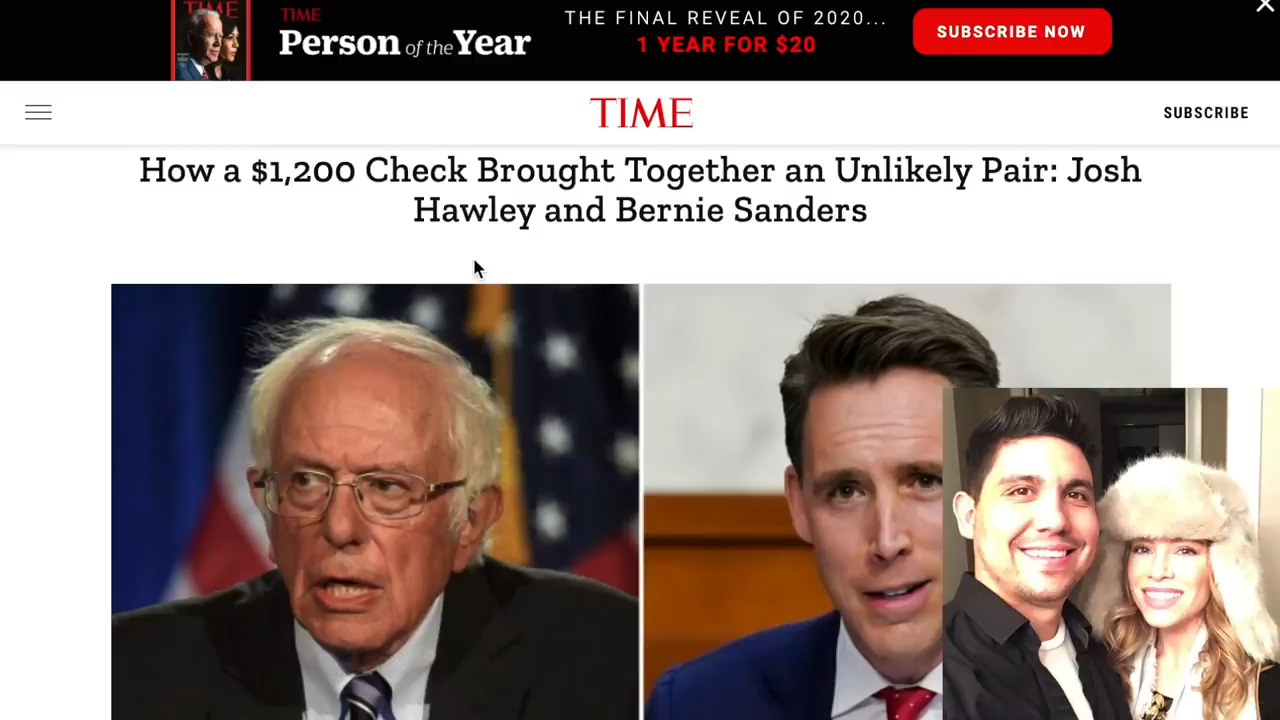 TIME
TIME
Person of the Year
THE FINAL REVEAL OF 2020...
1 YEAR FOR $20
SUBSCRIBE NOW
TIME
SUBSCRIBE
How a $1,200 Check Brought Together an Unlikely Pair: Josh
Hawley and Bernie Sanders